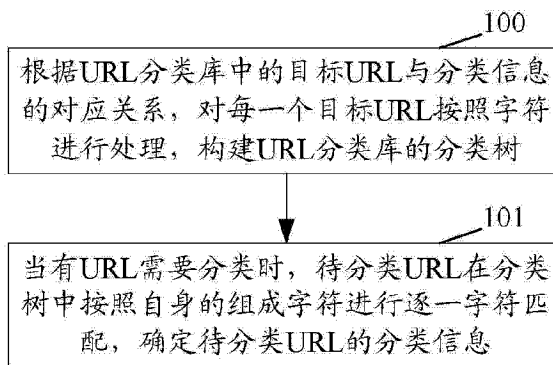 100
根据URL分类库中的目标URL与分类信息
的对应关系，对每一个目标URL按照字符
进行处理，构建URL分类库的分类树
101
当有URL需要分类时，待分类URL在分类
树中按照自身的组成字符进行逐一字符匹
配，确定待分类URL的分类信息